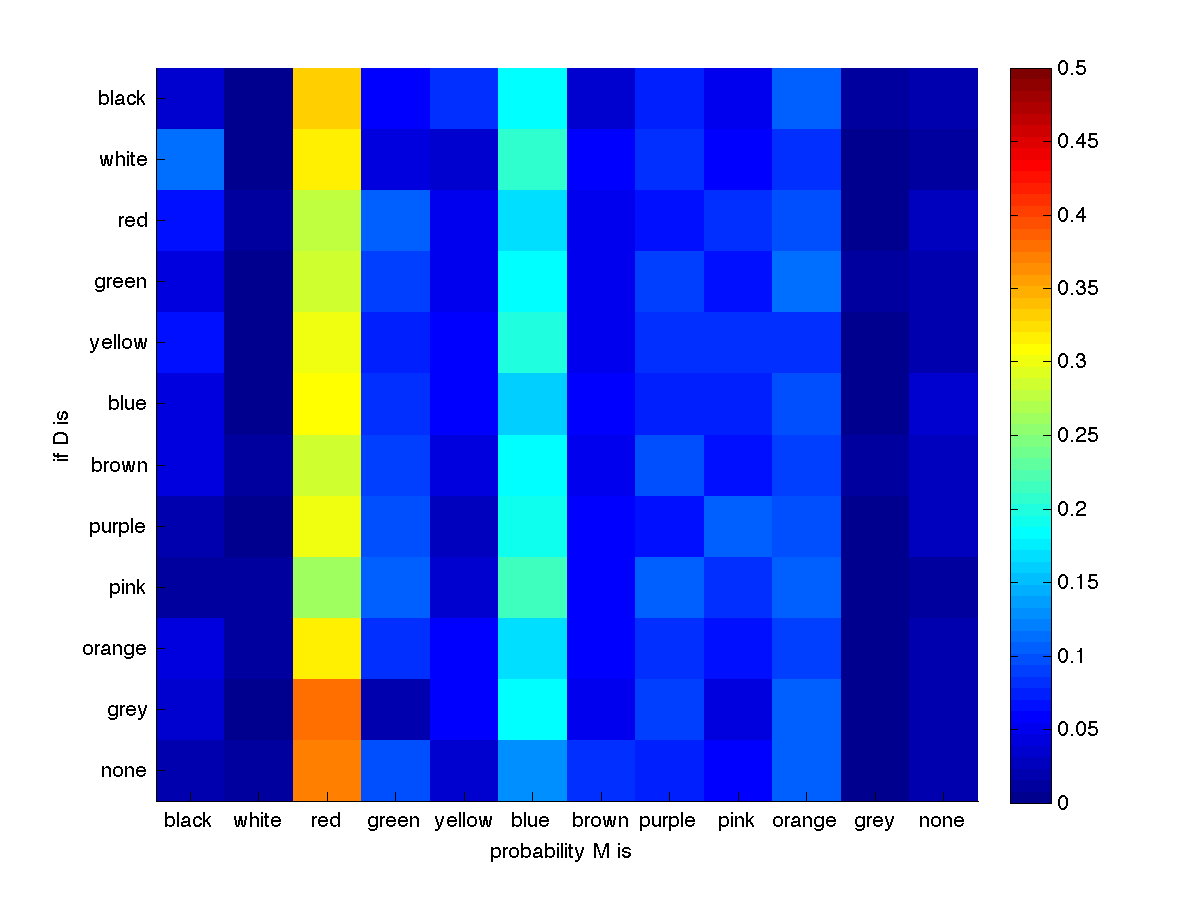 if D is
black
white
red
green
yellow
blue
brown
purple
pink
orange
grey
none
black white red green yellow blue brown purple pink orange grey none
probability M is
0.5
0.45
0.4
0.35
0.3
0.25
0.2
0.15
0.1
0.05
0